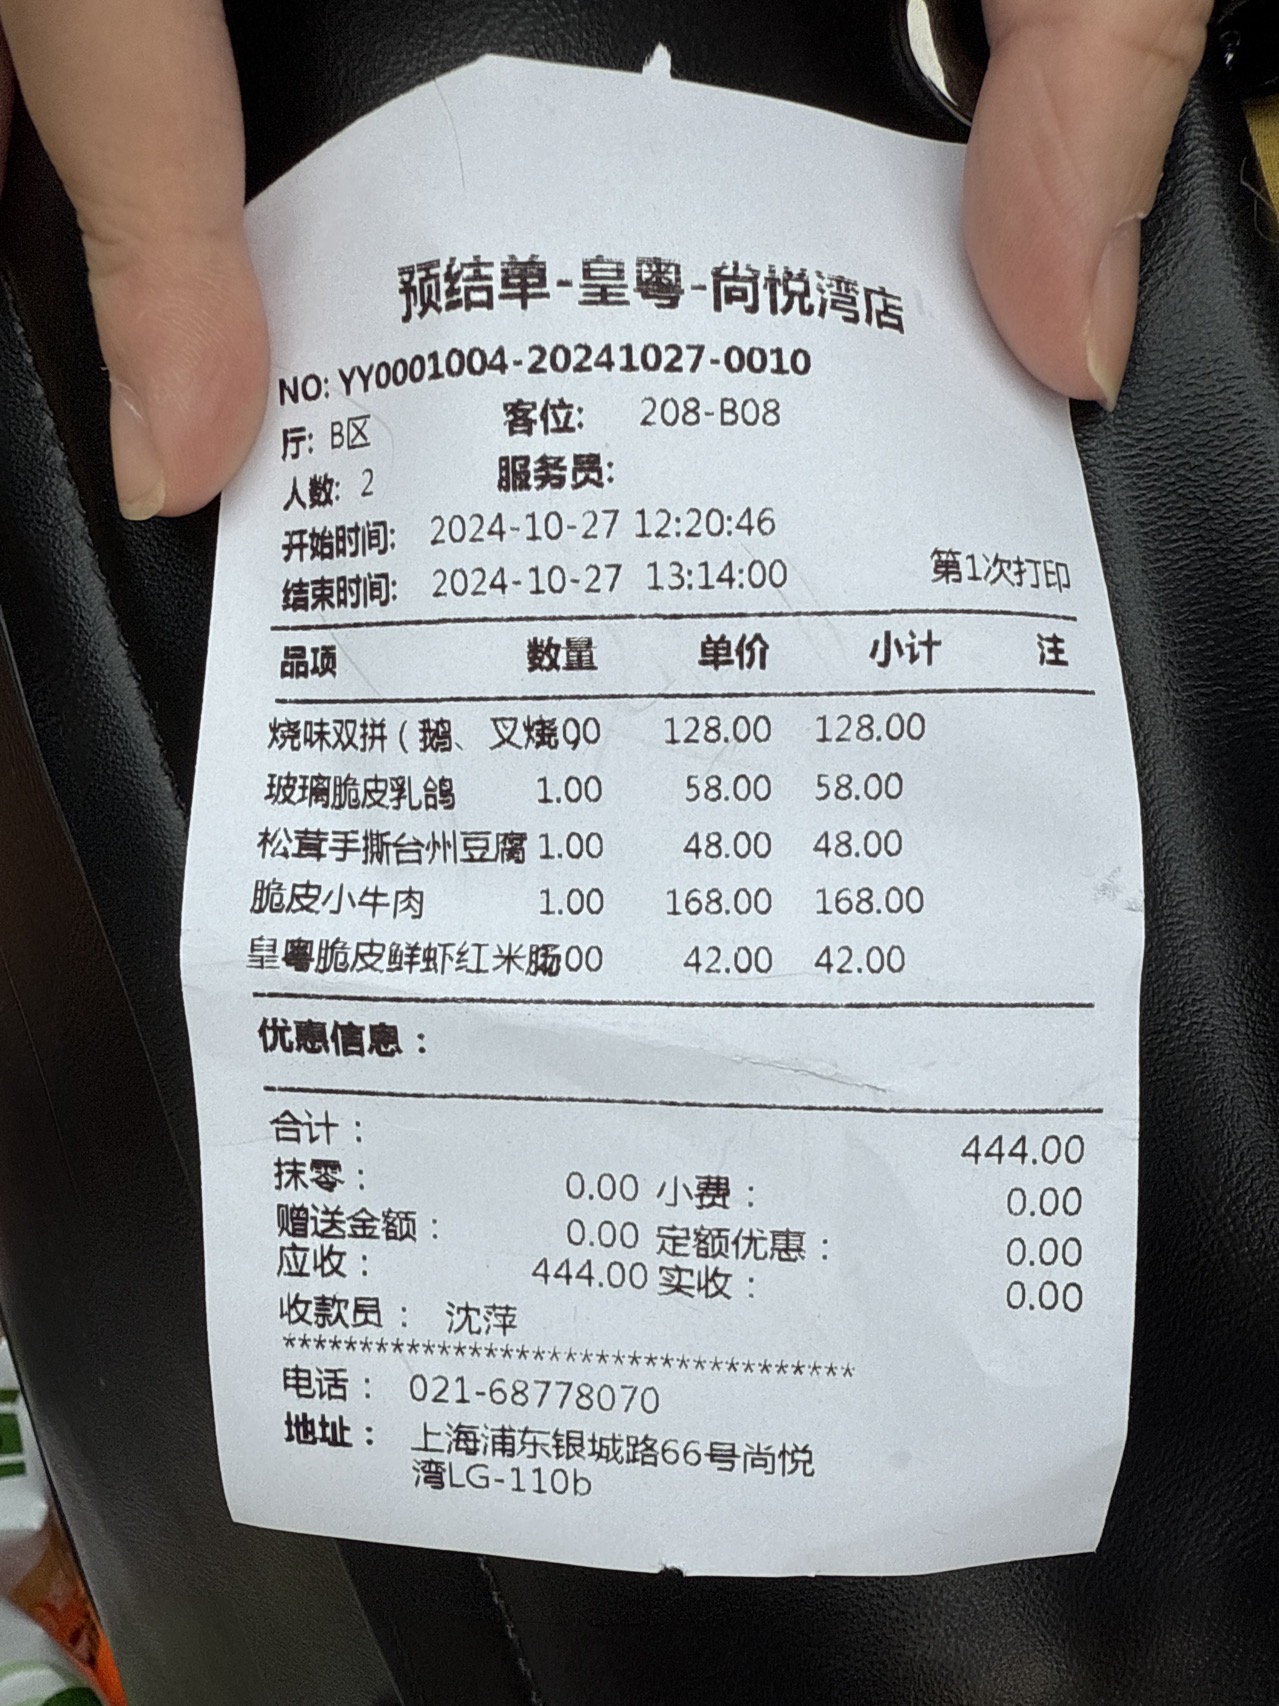 预结单-皇粤-尚悦湾店
NO: YY0001004-20241027-0010
厅: B区 客位: 208-B08
人数: 2 服务员:
开始时间: 2024-10-27 12:20:46
结束时间: 2024-10-27 13:14:00 第1次打印
品项 数量 单价 小计 注
烧味双拼（鹅、叉烧 00 128.00 128.00
玻璃脆皮乳鸽 1.00 58.00 58.00
松茸手撕台州豆腐 1.00 48.00 48.00
脆皮小牛肉 1.00 168.00 168.00
皇粤脆皮鲜虾红米肠 00 42.00 42.00
优惠信息：
合计： 444.00
抹零： 0.00 小费： 0.00
赠送金额： 0.00 定额优惠： 0.00
应收： 444.00 实收： 0.00
收款员： 沈萍
****************************************
电话： 021-68778070
地址： 上海浦东银城路66号尚悦
湾LG-110b